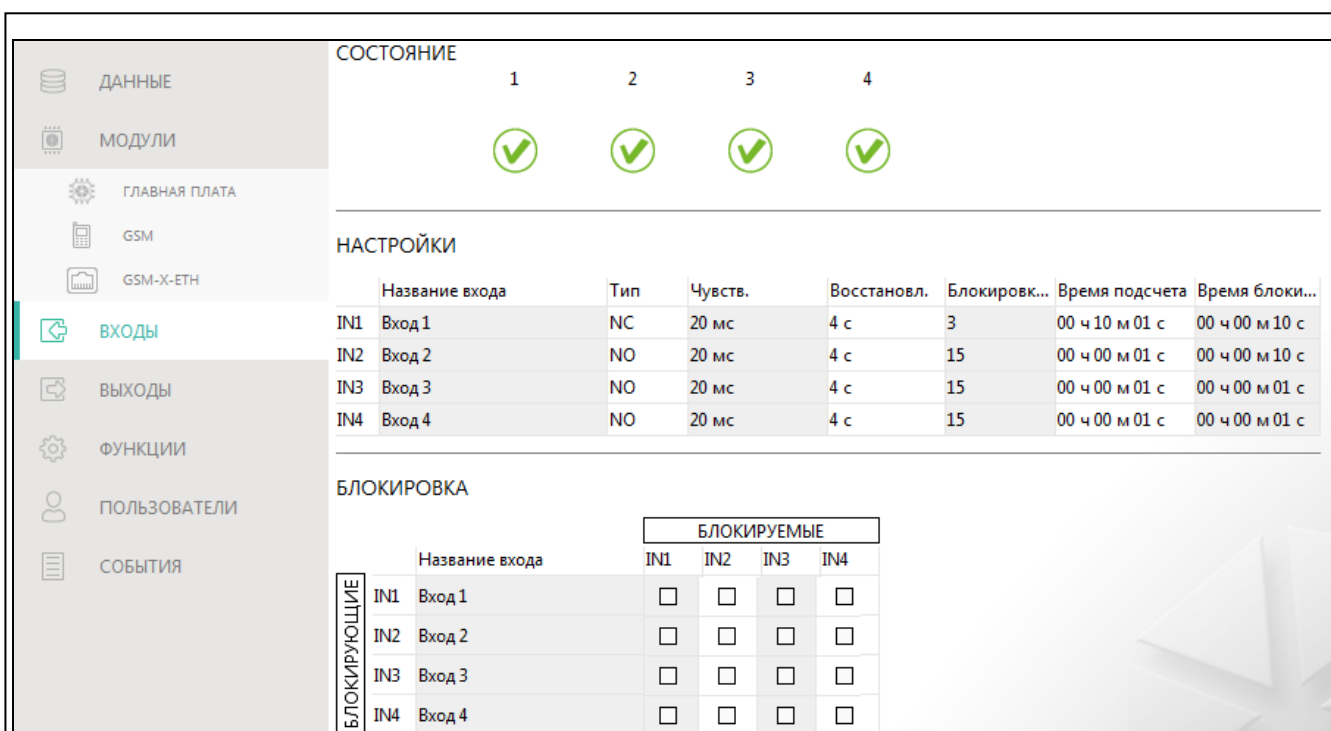 ДАННЫЕ
МОДУЛИ
ГЛАВНАЯ ПЛАТА
GSM
GSM-X-ETH
ВХОДЫ
ВЫХОДЫ
ФУНКЦИИ
ПОЛЬЗОВАТЕЛИ
СОБЫТИЯ
СОСТОЯНИЕ
1 2 3 4
НАСТРОЙКИ
Название входа Тип Чувств. Восстановл. Блокировк... Время подсчета Время блоки...
IN1 Вход 1 NC 20 мс 4 с 3 00 ч 10 м 01 с 00 ч 00 м 10 с
IN2 Вход 2 NO 20 мс 4 с 15 00 ч 00 м 01 с 00 ч 00 м 10 с
IN3 Вход 3 NO 20 мс 4 с 15 00 ч 00 м 01 с 00 ч 00 м 01 с
IN4 Вход 4 NO 20 мс 4 с 15 00 ч 00 м 01 с 00 ч 00 м 01 с
БЛОКИРОВКА
БЛОКИРУЕМЫЕ
Название входа IN1 IN2 IN3 IN4
БЛОКИРУЮЩИЕ
IN1 Вход 1
IN2 Вход 2
IN3 Вход 3
IN4 Вход 4